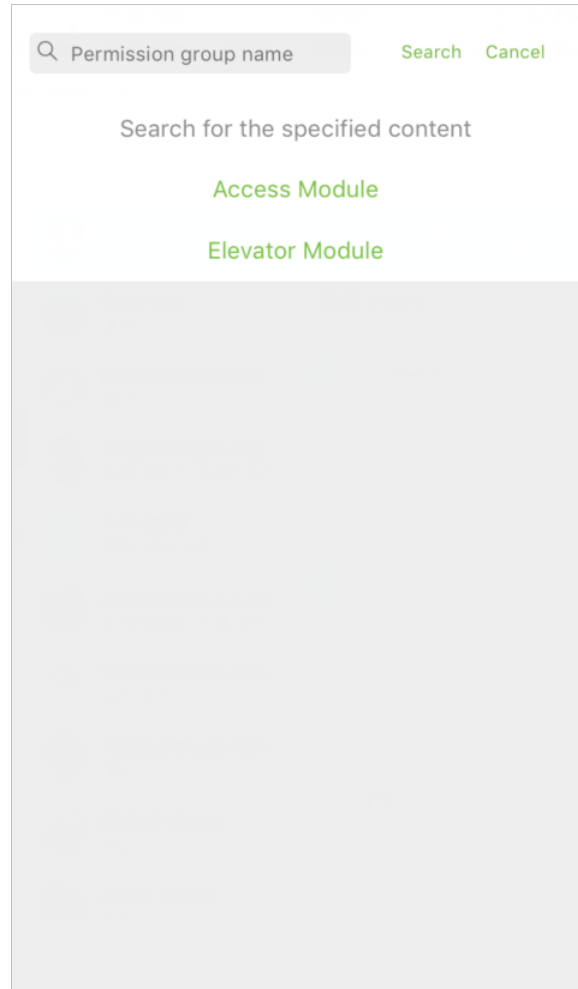 Permission group name Search Cancel
Search for the specified content
Access Module
Elevator Module